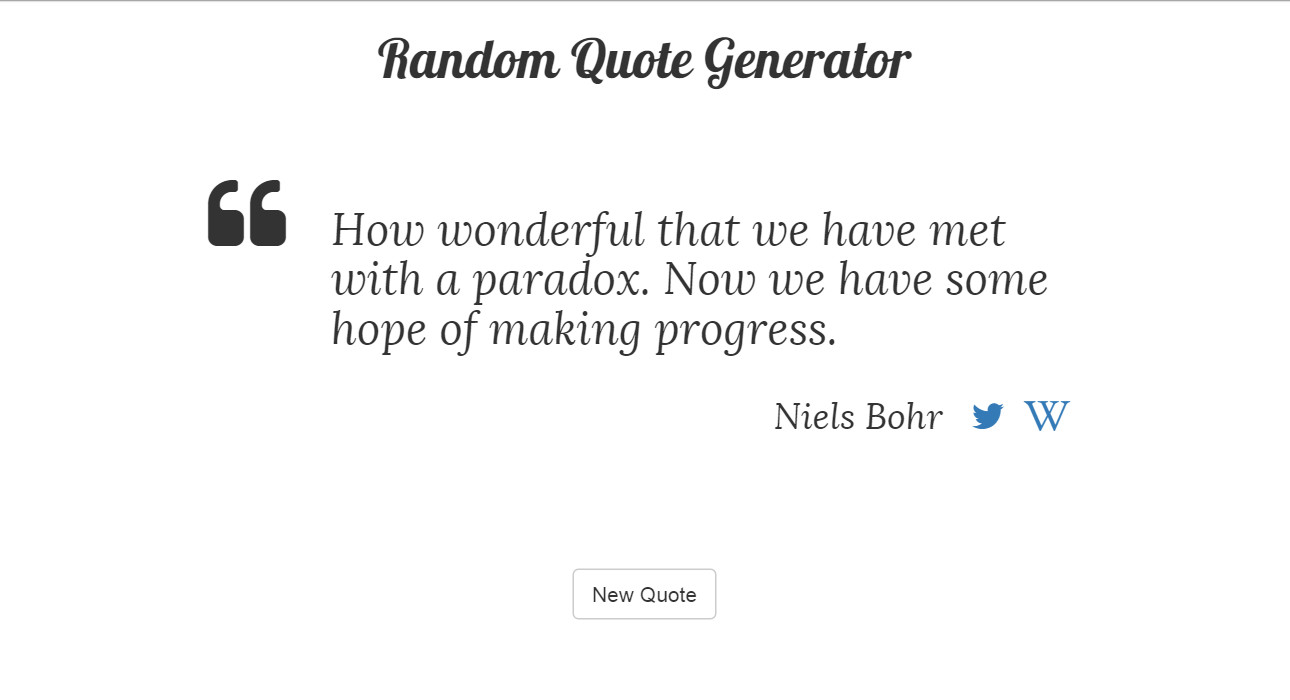 Random Quote Generator
How wonderful that we have met
with a paradox. Now we have some
hope of making progress.
Niels Bohr W
New Quote